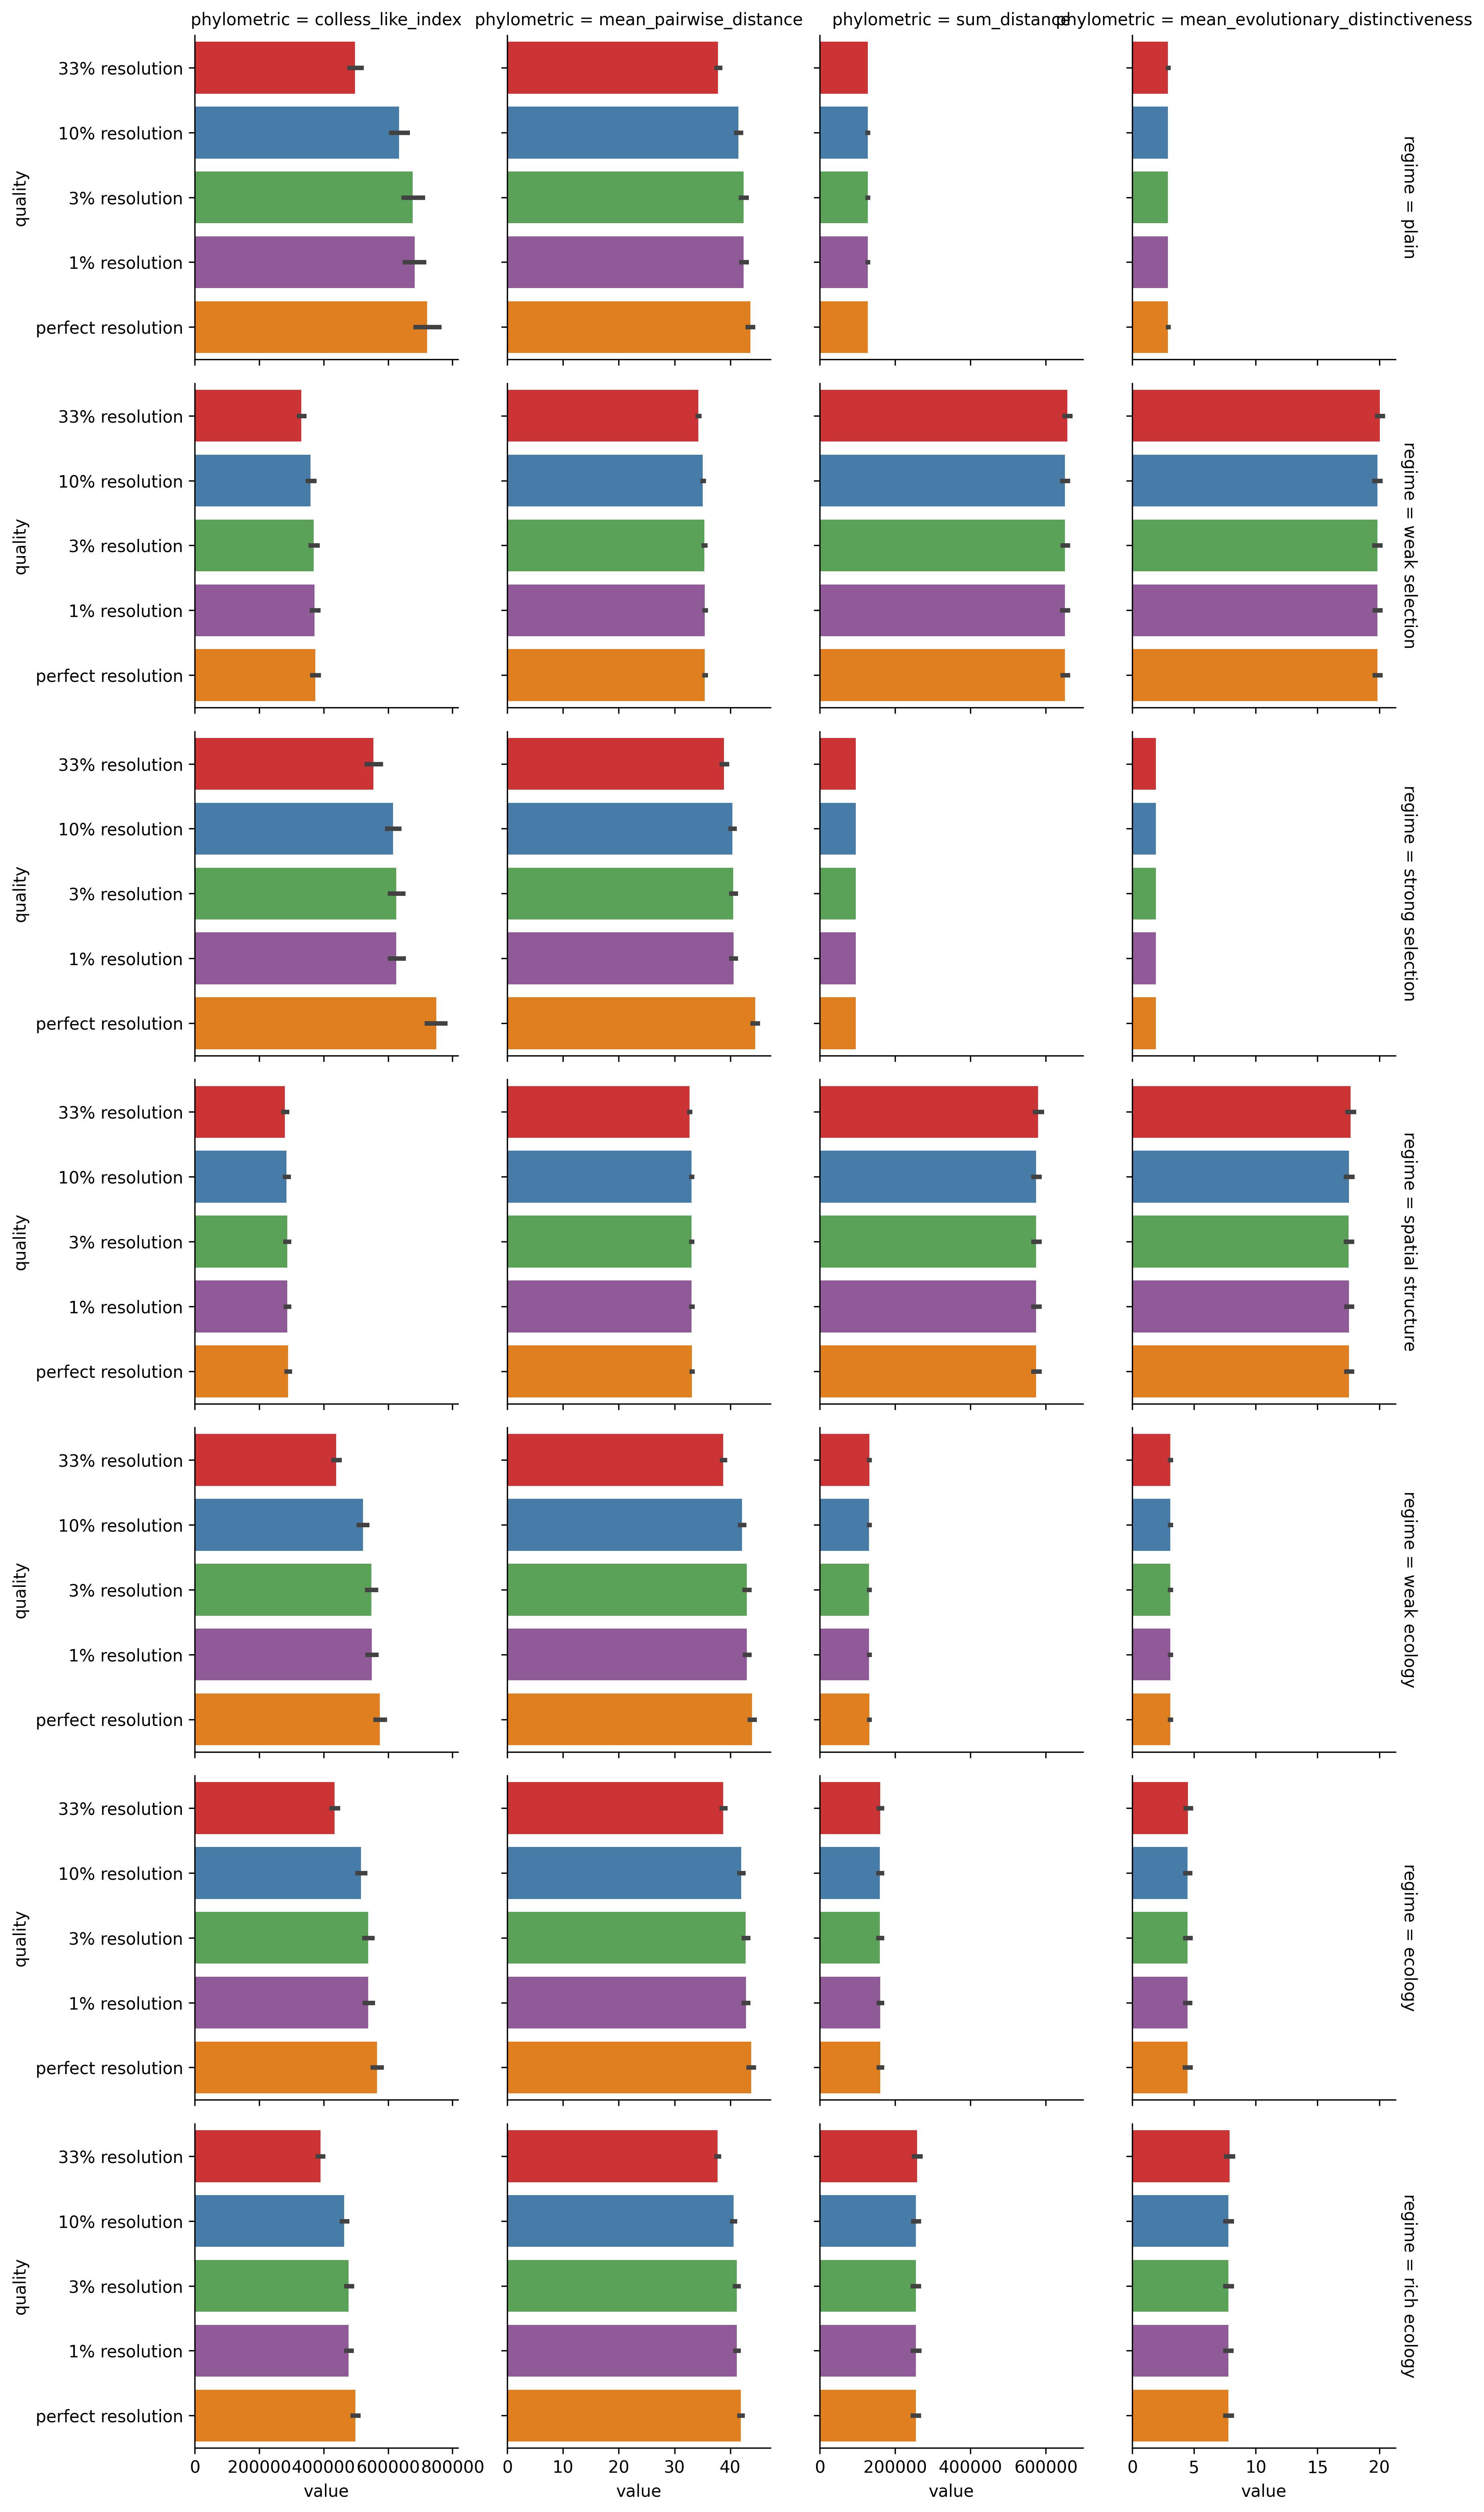 phylometric = colless_like_index
phylometric = mean_pairwise_distance
phylometric = sum_distance
phylometric = mean_evolutionary_distinctiveness
quality
33% resolution
10% resolution
3% resolution
1% resolution
perfect resolution
regime = plain
quality
33% resolution
10% resolution
3% resolution
1% resolution
perfect resolution
regime = weak selection
quality
33% resolution
10% resolution
3% resolution
1% resolution
perfect resolution
regime = strong selection
quality
33% resolution
10% resolution
3% resolution
1% resolution
perfect resolution
regime = spatial structure
quality
33% resolution
10% resolution
3% resolution
1% resolution
perfect resolution
regime = weak ecology
quality
33% resolution
10% resolution
3% resolution
1% resolution
perfect resolution
regime = ecology
quality
33% resolution
10% resolution
3% resolution
1% resolution
perfect resolution
regime = rich ecology
0 200000 400000 600000 800000
value
0 10 20 30 40
value
0 200000 400000 600000
value
0 5 10 15 20
value